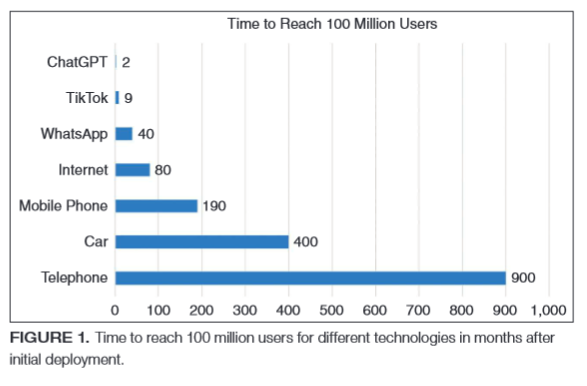 Time to Reach 100 Million Users
ChatGPT 2
TikTok 9
WhatsApp 40
Internet 80
Mobile Phone 190
Car 400
Telephone 900
0 100 200 300 400 500 600 700 800 900 1,000
FIGURE 1. Time to reach 100 million users for different technologies in months after
initial deployment.